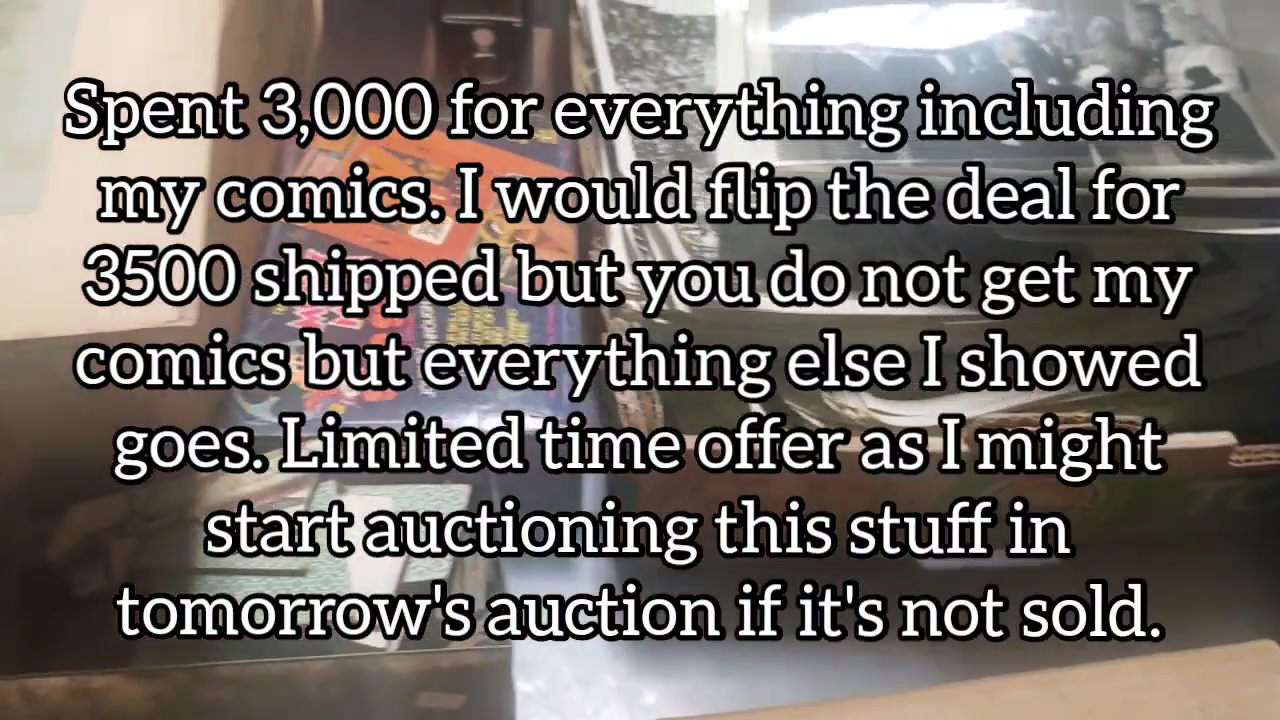 Spent 3,000 for everything including
my comics. I would flip the deal for
3500 shipped but you do not get my
comics but everything else I showed
goes. Limited time offer as I might
start auctioning this stuff in
tomorrow's auction if it's not sold.